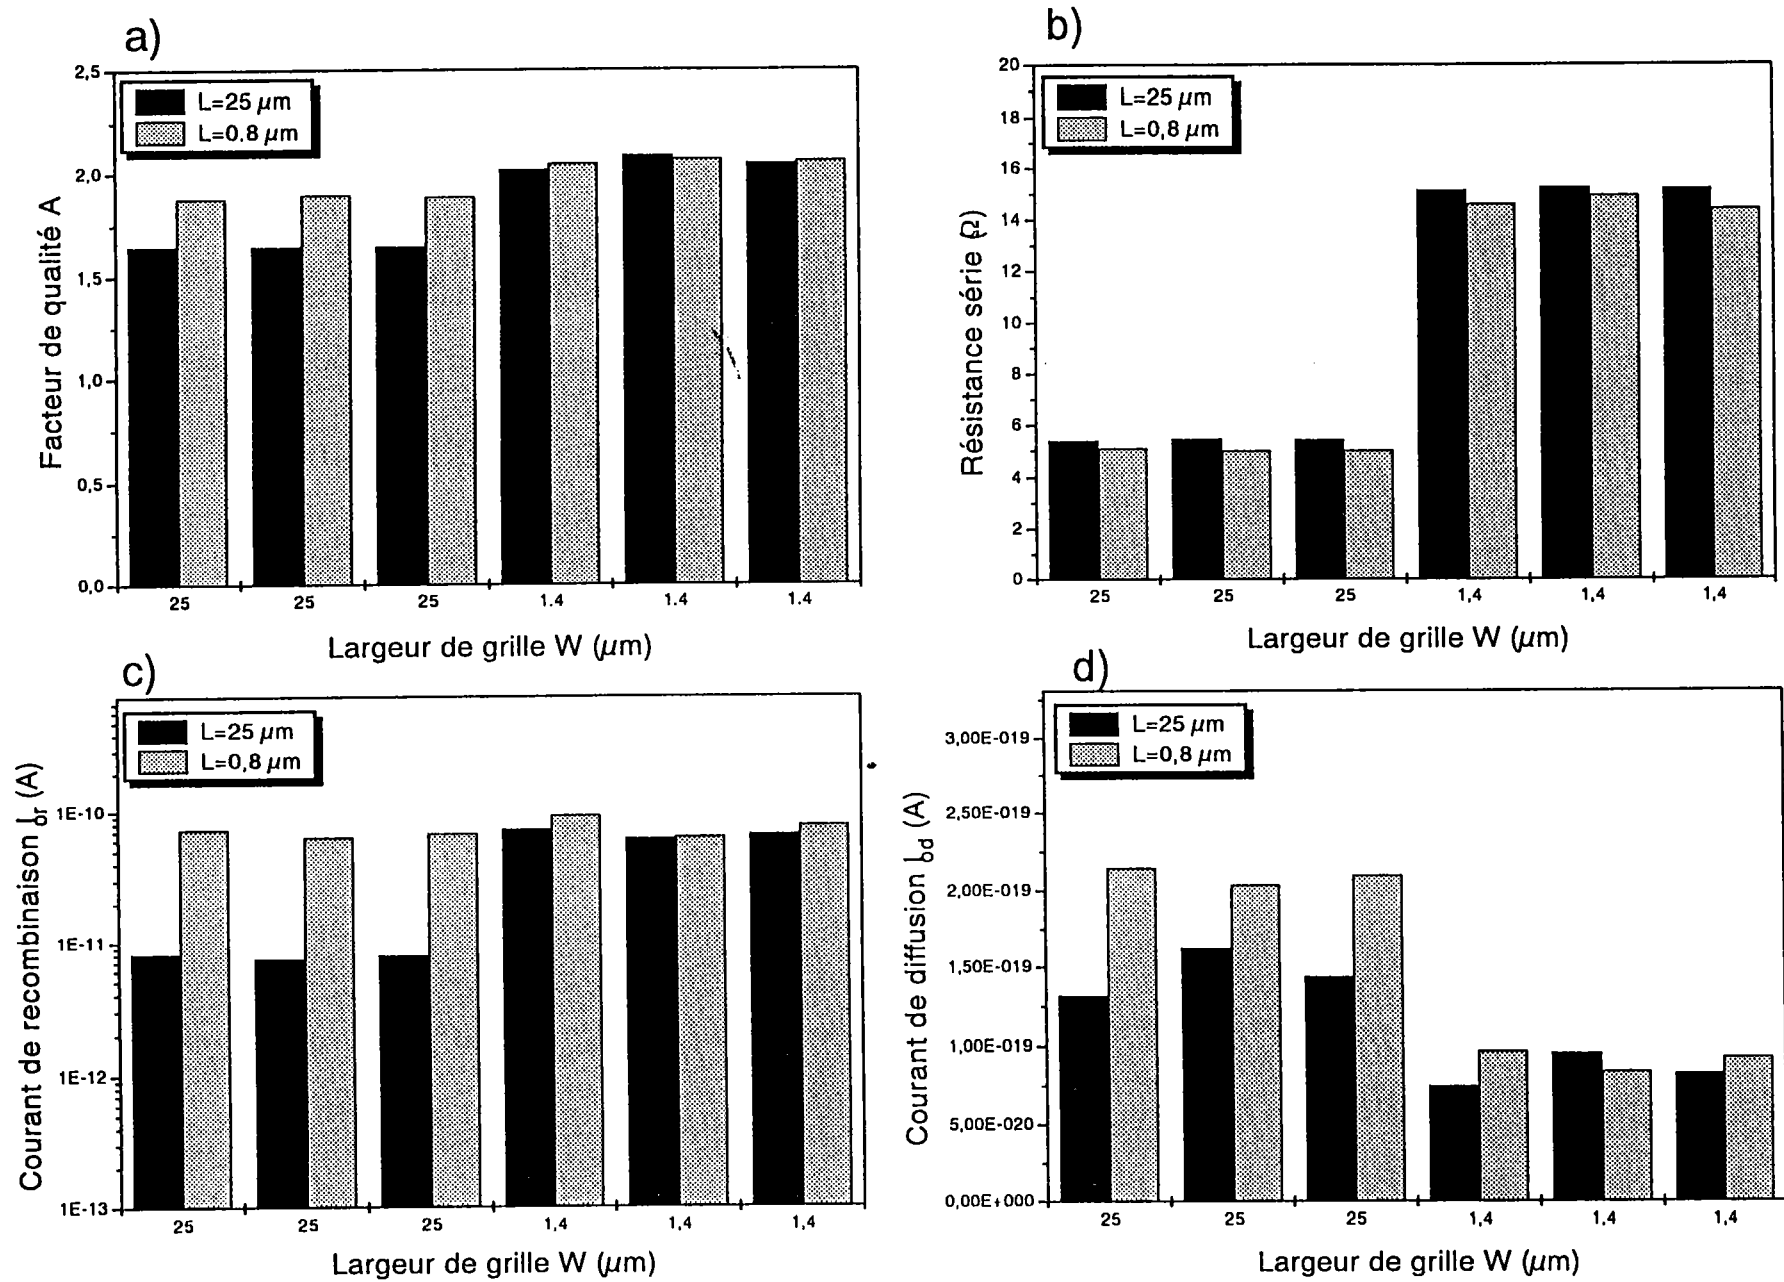 a)
2,5
2,0
1,5
1,0
0,5
0,0
L=25 µm
L=0,8 µm
Facteur de qualité A
25 25 25 1.4 1.4 1.4
Largeur de grille W (µm)
b)
20
18
16
14
12
10
8
6
4
2
0
L=25 µm
L=0,8 µm
Résistance série (Ω)
25 25 25 1,4 1,4 1,4
Largeur de grille W (µm)
c)
1E-10
1E-11
1E-12
1E-13
L=25 µm
L=0,8 µm
Courant de recombinaison Ior (A)
25 25 25 1,4 1,4 1,4
Largeur de grille W (µm)
d)
3,00E-019
2,50E-019
2,00E-019
1,50E-019
1,00E-019
5,00E-020
0,00E+000
L=25 µm
L=0,8 µm
Courant de diffusion Iod (A)
25 25 25 1,4 1,4 1,4
Largeur de grille W (µm)